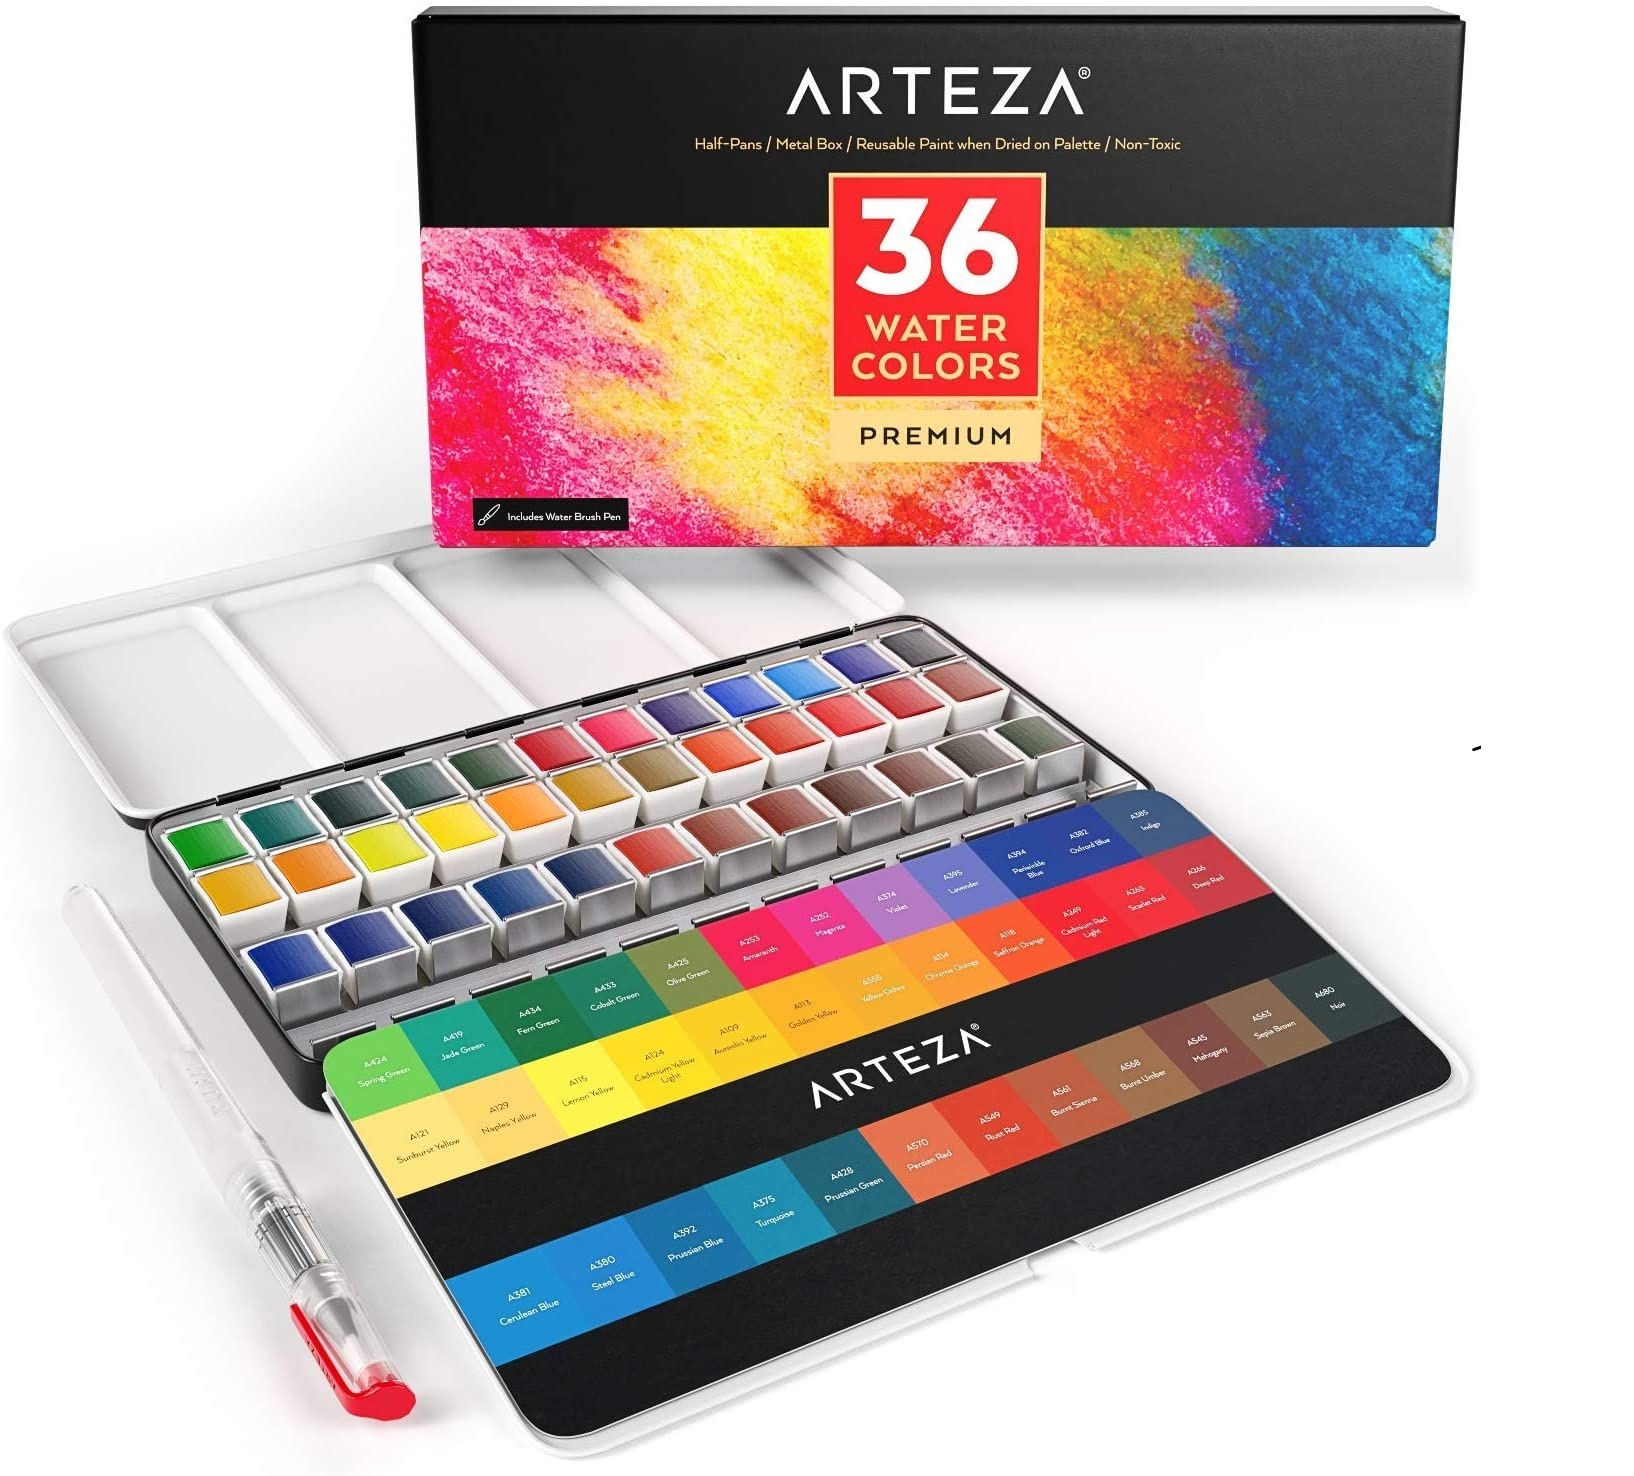 ARTEZA®
Half-Pans / Metal Box / Reusable Paint when Dried on Palette / Non-Toxic
36
WATER
COLORS
PREMIUM
Includes Water Brush Pen
A424
Spring Green
A419
Jade Green
A434
Fern Green
A433
Cobalt Green
A425
Olive Green
A253
Amaranth
A252
Magenta
A374
Violet
A395
Lavender
A394
Periwinkle
Blue
A382
Oxford Blue
A385
Indigo
A121
Sunburst Yellow
A129
Naples Yellow
A115
Lemon Yellow
A124
Cadmium Yellow
Light
A109
Aureolin Yellow
A113
Golden Yellow
A555
Yellow Ochre
A114
Chrome Orange
A118
Saffron Orange
A249
Cadmium Red
Light
A263
Scarlet Red
A266
Deep Red
ARTEZA
A381
Cerulean Blue
A380
Steel Blue
A392
Prussian Blue
A375
Turquoise
A428
Prussian Green
A570
Persian Red
A549
Rust Red
A561
Burnt Sienna
A568
Burnt Umber
A545
Mahogany
A563
Sepia Brown
A680
Noir